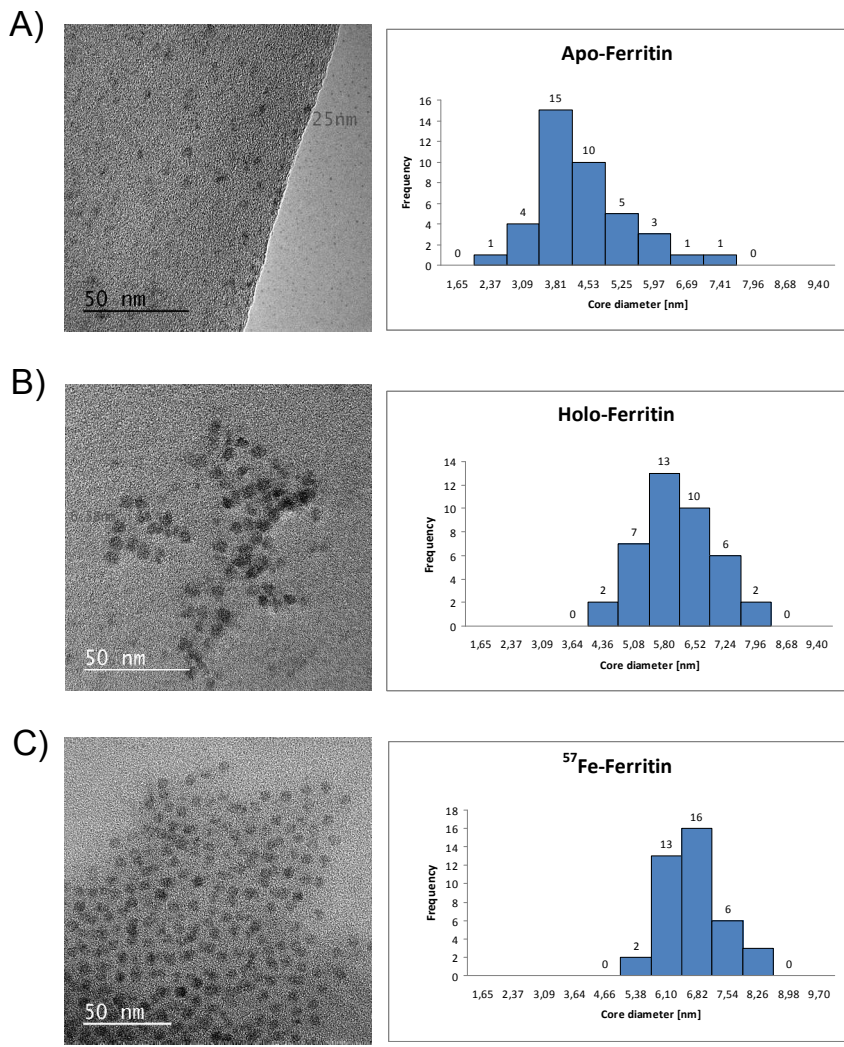 A)
25nm
50 nm
Apo-Ferritin
Frequency
16
14
12
10
8
6
4
2
0
0
1
4
15
10
5
3
1
1
0
1,65 2,37 3,09 3,81 4,53 5,25 5,97 6,69 7,41 7,96 8,68 9,40
Core diameter [nm]
B)
50 nm
Holo-Ferritin
Frequency
14
12
10
8
6
4
2
0
0
2
7
13
10
6
2
0
1,65 2,37 3,09 3,64 4,36 5,08 5,80 6,52 7,24 7,96 8,68 9,40
Core diameter [nm]
C)
50 nm
⁵⁷Fe-Ferritin
Frequency
18
16
14
12
10
8
6
4
2
0
0
2
13
16
6
0
1,65 2,37 3,09 3,64 4,66 5,38 6,10 6,82 7,54 8,26 8,98 9,70
Core diameter [nm]